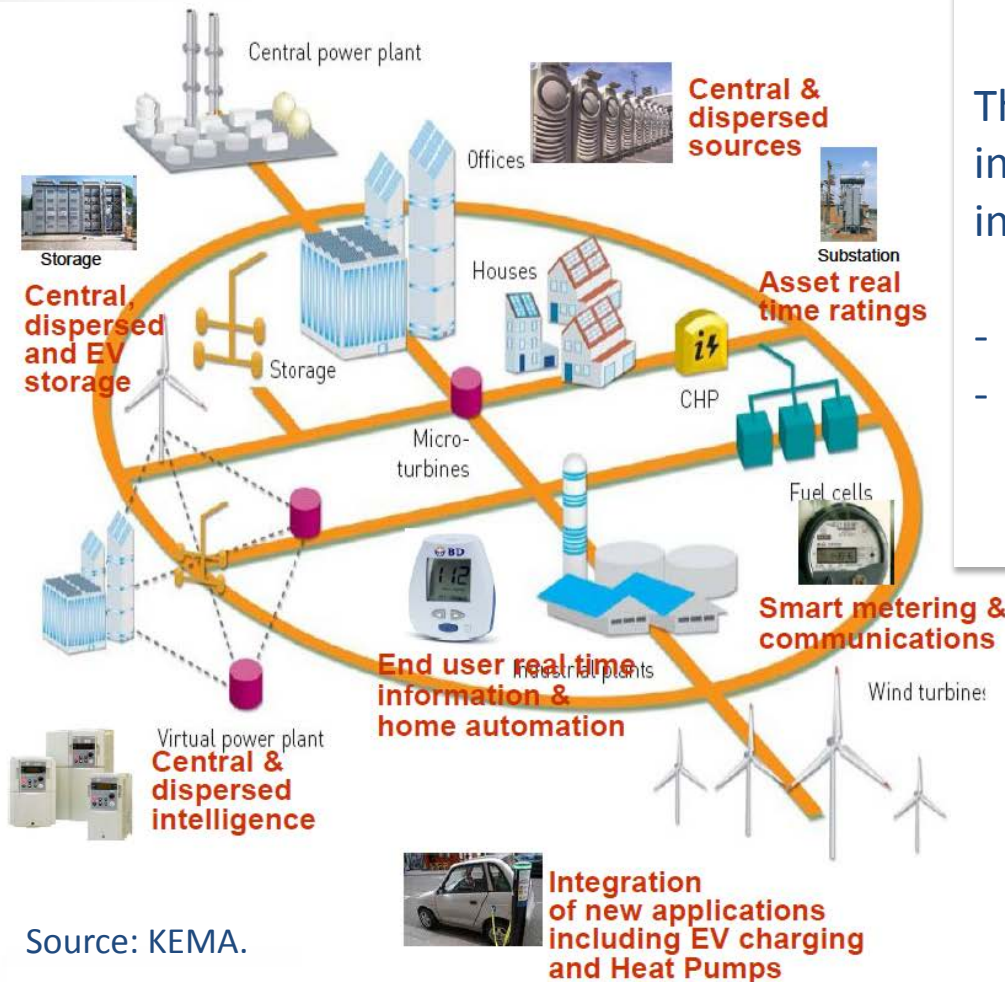 Central power plant
Central &
dispersed
sources
Offices
Th
in
in
-
-
Storage
Substation
Houses
Central,
dispersed
and EV
storage
Asset real
time ratings
Storage
CHP
Micro-
turbines
Fuel cells
BD
112
Smart metering &
communications
End user real time
information &
home automation
Industrial plants
Wind turbines
Virtual power plant
Central &
dispersed
intelligence
Integration
of new applications
including EV charging
and Heat Pumps
Source: KEMA.